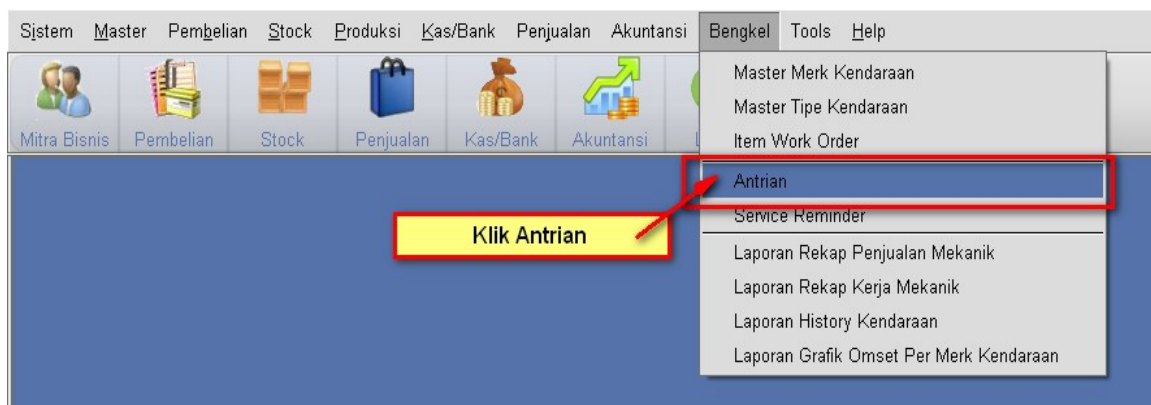 Sistem Master Pembelian Stock Produksi Kas/Bank Penjualan Akuntansi Bengkel Tools Help
Mitra Bisnis Pembelian Stock Penjualan Kas/Bank Akuntansi
Master Merk Kendaraan
Master Tipe Kendaraan
Item Work Order
Antrian
Service Reminder
Laporan Rekap Penjualan Mekanik
Laporan Rekap Kerja Mekanik
Laporan History Kendaraan
Laporan Grafik Omset Per Merk Kendaraan
Klik Antrian